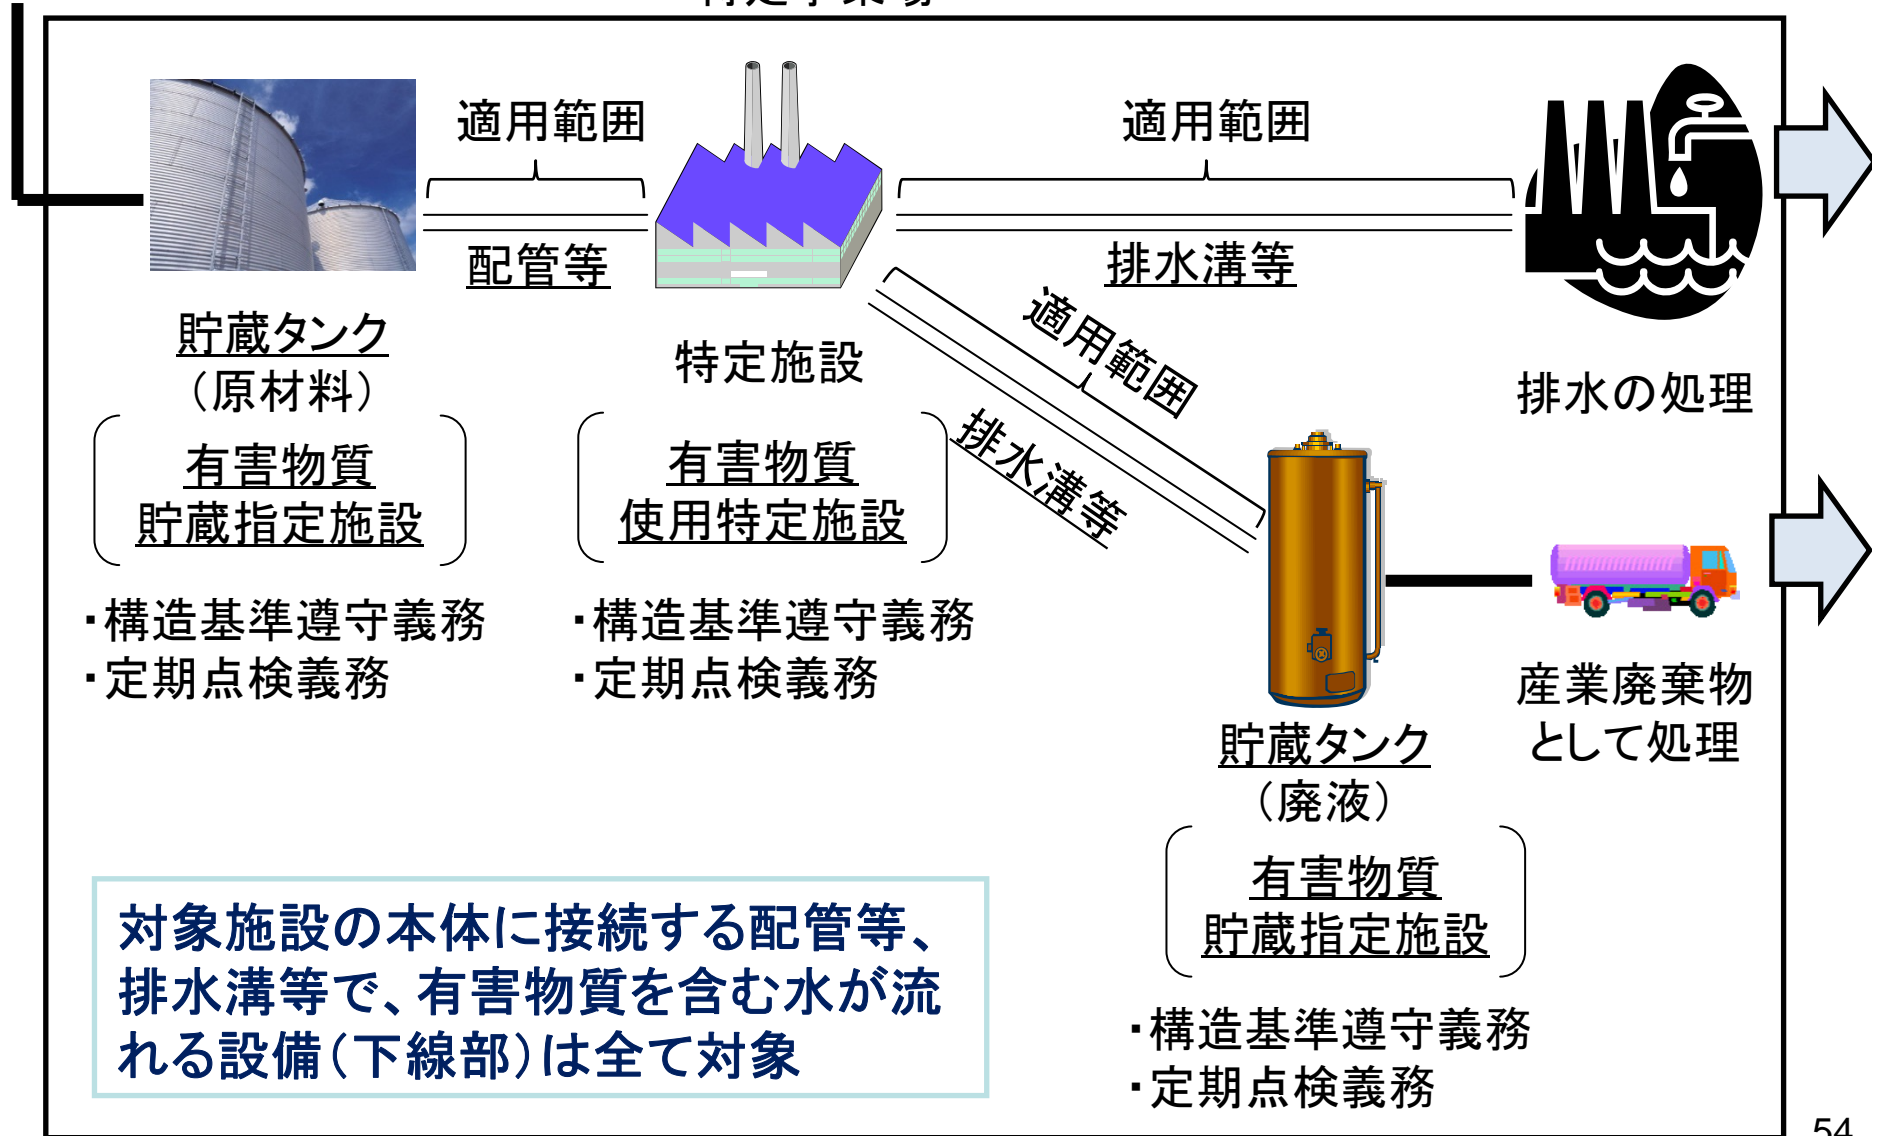 特定事業場
適用範囲
配管等
適用範囲
排水溝等
適用範囲
排水溝等
貯蔵タンク
（原材料）
有害物質
貯蔵指定施設
・構造基準遵守義務
・定期点検義務
特定施設
有害物質
使用特定施設
・構造基準遵守義務
・定期点検義務
排水の処理
産業廃棄物
として処理
貯蔵タンク
（廃液）
有害物質
貯蔵指定施設
・構造基準遵守義務
・定期点検義務
対象施設の本体に接続する配管等、
排水溝等で、有害物質を含む水が流
れる設備（下線部）は全て対象
54